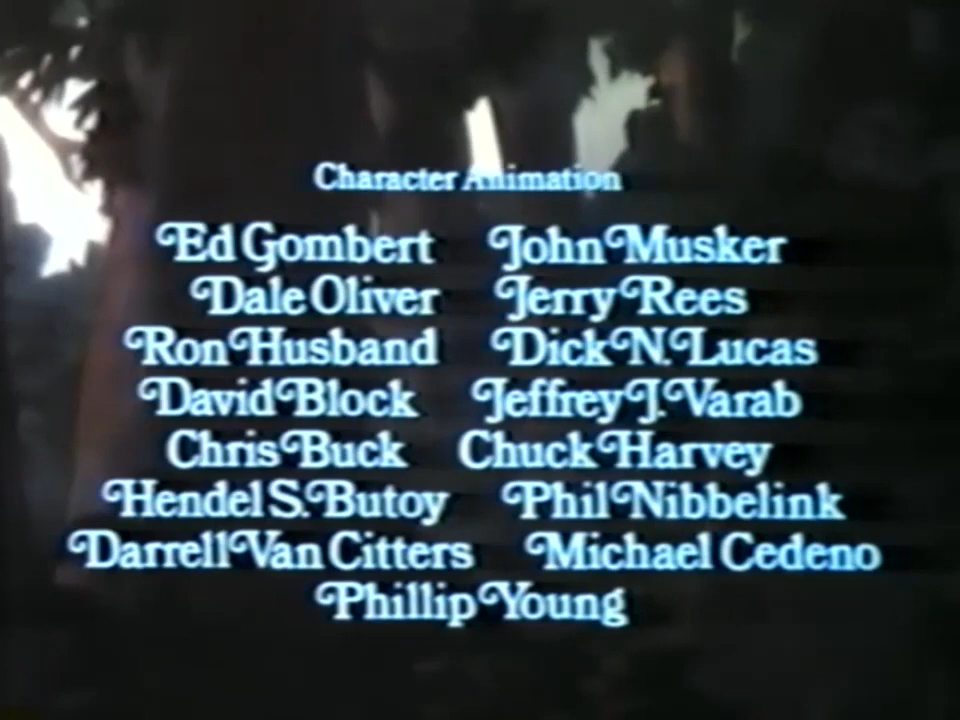 Character Animation
Ed Gombert John Musker
Dale Oliver Jerry Rees
Ron Husband Dick N. Lucas
David Block Jeffrey J. Varab
Chris Buck Chuck Harvey
Hendel S. Butoy Phil Nibbelink
Darrell Van Citters Michael Cedeno
Phillip Young